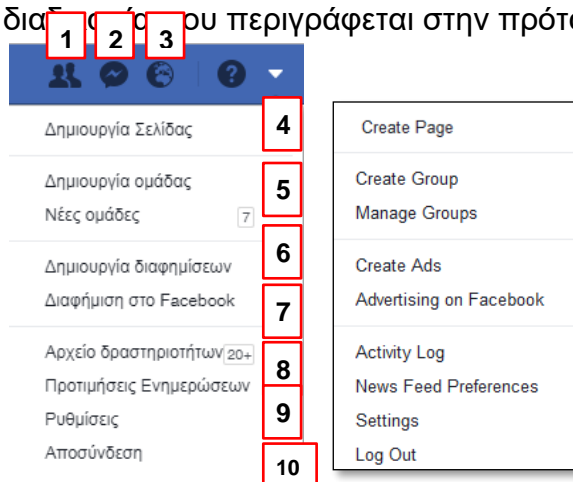 που περιγράφεται στην
1 2 3
?
Δημιουργία Σελίδας 4
Δημιουργία ομάδας 5
Νέες ομάδες 7
6
Δημιουργία διαφημίσεων
Διαφήμιση στο Facebook 7
Αρχείο δραστηριοτήτων 20+
8
Προτιμήσεις Ενημερώσεων
Ρυθμίσεις 9
Αποσύνδεση 10
Create Page
Create Group
Manage Groups
Create Ads
Advertising on Facebook
Activity Log
News Feed Preferences
Settings
Log Out